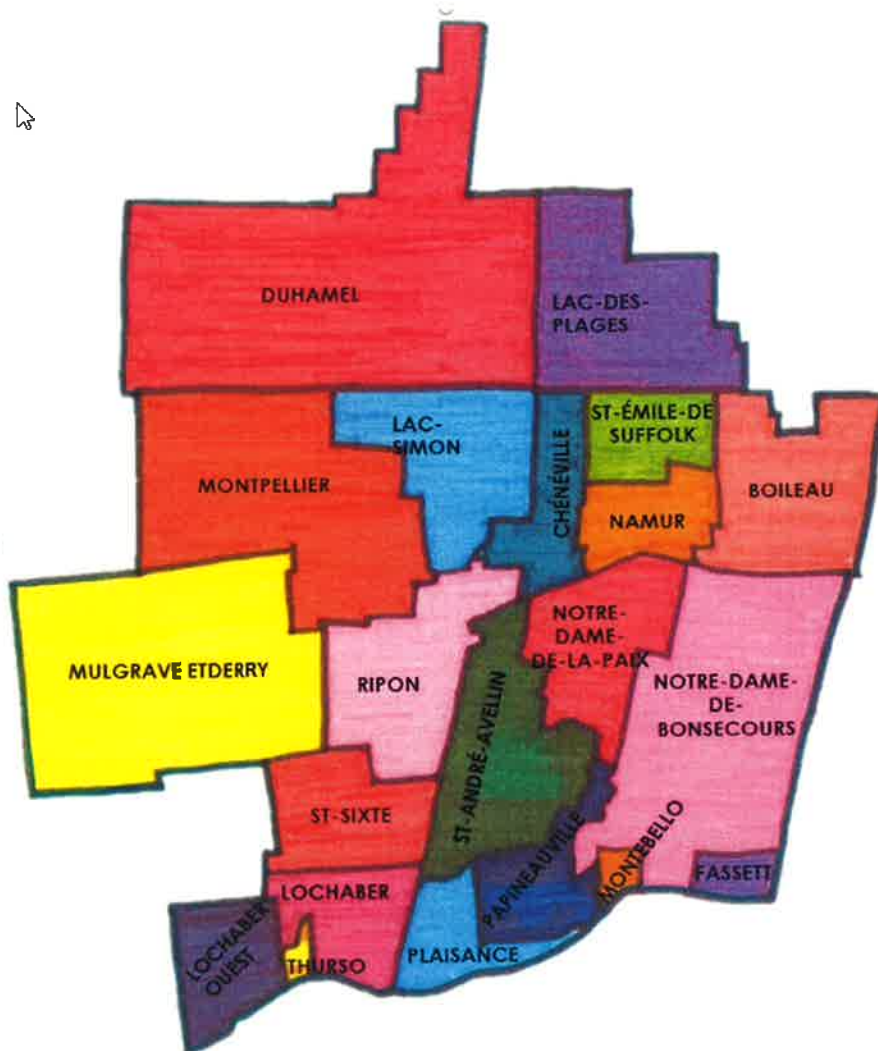 DUHAMEL
LAC-DES-
PLAGES
LAC-
SIMON
CHÉNÉVILLE
ST-ÉMILE-DE
SUFFOLK
MONTPELLIER
NAMUR
BOILEAU
MULGRAVE ETDERRY
RIPON
NOTRE-
DAME-
DE-LA-PAIX
NOTRE-DAME-
DE-
BONSECOURS
ST-ANDRÉ-AVELLIN
ST-SIXTE
PAPINEAUVILLE
MONTEBELLO
FASSETT
LOCHABER
LOCHABER
OUEST
THURSO
PLAISANCE